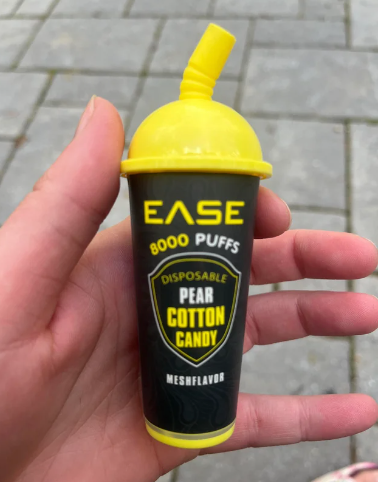 EASE
8000 PUFFS
DISPOSABLE
PEAR
COTTON
CANDY
MESHFLAVOR